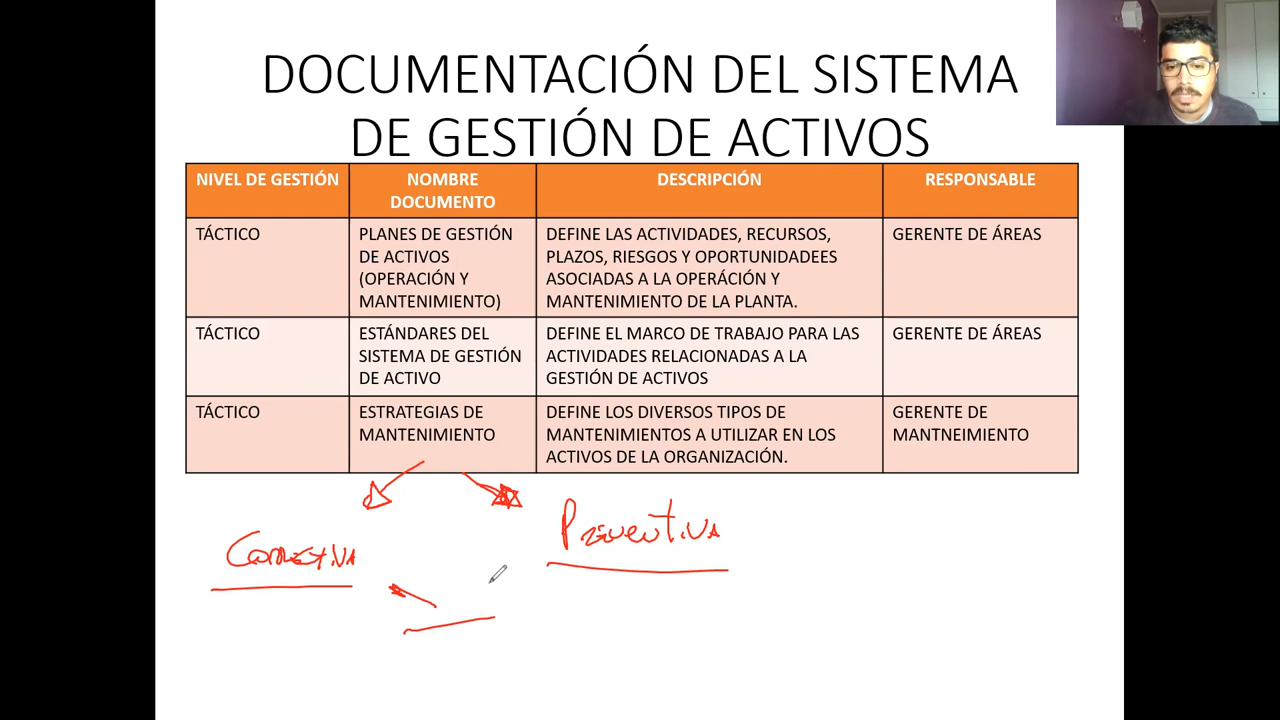 DOCUMENTACIÓN DEL SISTEMA
DE GESTIÓN DE ACTIVOS
NIVEL DE GESTIÓN
NOMBRE
DOCUMENTO
DESCRIPCIÓN
RESPONSABLE
TÁCTICO
PLANES DE GESTIÓN
DE ACTIVOS
(OPERACIÓN Y
MANTENIMIENTO)
DEFINE LAS ACTIVIDADES, RECURSOS,
PLAZOS, RIESGOS Y OPORTUNIDADEES
ASOCIADAS A LA OPERÁCIÓN Y
MANTENIMIENTO DE LA PLANTA.
GERENTE DE ÁREAS
TÁCTICO
ESTÁNDARES DEL
SISTEMA DE GESTIÓN
DE ACTIVO
DEFINE EL MARCO DE TRABAJO PARA LAS
ACTIVIDADES RELACIONADAS A LA
GESTIÓN DE ACTIVOS
GERENTE DE ÁREAS
TÁCTICO
ESTRATEGIAS DE
MANTENIMIENTO
DEFINE LOS DIVERSOS TIPOS DE
MANTENIMIENTOS A UTILIZAR EN LOS
ACTIVOS DE LA ORGANIZACIÓN.
GERENTE DE
MANTNEIMIENTO
Preventiva
Correctiva